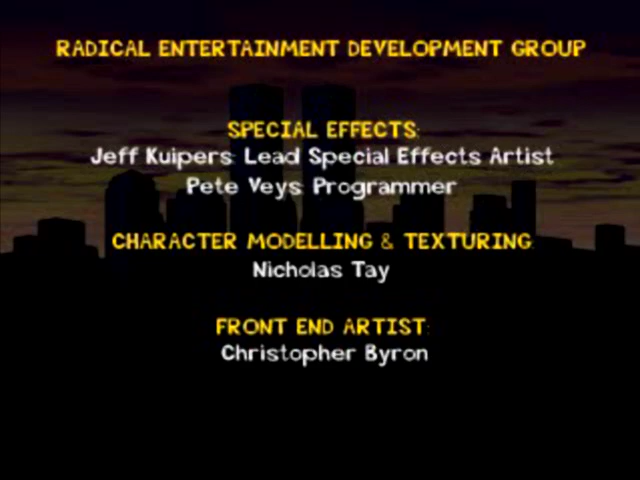 RADICAL ENTERTAINMENT DEVELOPMENT GROUP
SPECIAL EFFECTS:
Jeff Kuipers: Lead Special Effects Artist
Pete Veys: Programmer
CHARACTER MODELLING & TEXTURING:
Nicholas Tay
FRONT END ARTIST:
Christopher Byron